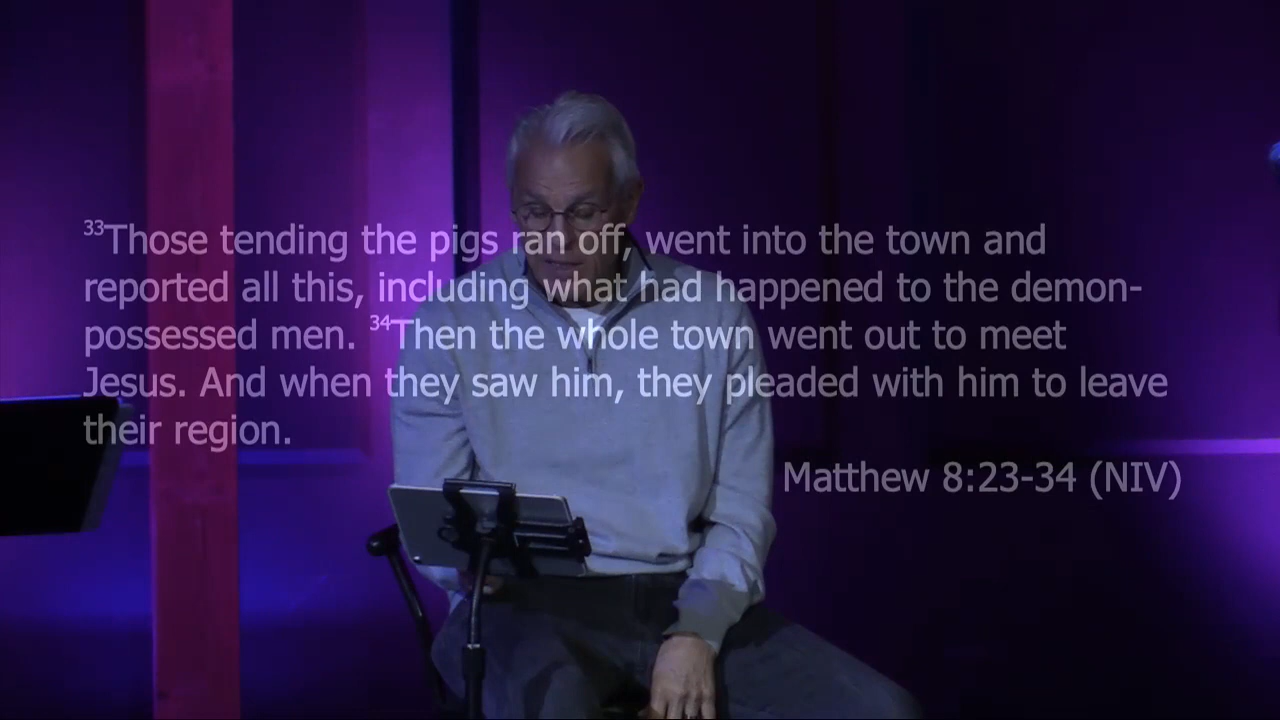 ³³Those tending the pigs ran off, went into the town and
reported all this, including what had happened to the demon-
possessed men. ³⁴Then the whole town went out to meet
Jesus. And when they saw him, they pleaded with him to leave
their region.
Matthew 8:23-34 (NIV)